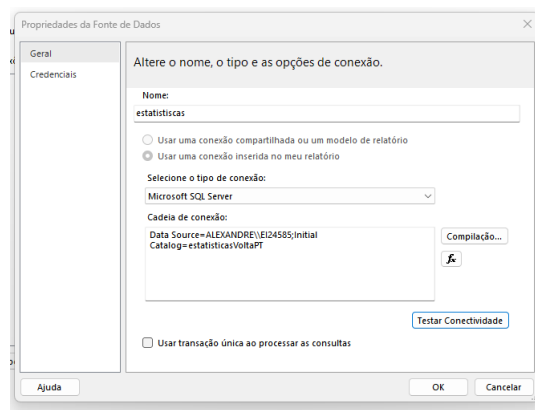 Propriedades da Fonte de Dados
Geral
Credenciais
Altere o nome, o tipo e as opções de conexão.
Nome:
estatistiscas
Usar uma conexão compartilhada ou um modelo de relatório
Usar uma conexão inserida no meu relatório
Selecione o tipo de conexão:
Microsoft SQL Server
Cadeia de conexão:
Data Source=ALEXANDRE\\EI24585;Initial
Catalog=estatisticasVoltaPT
Compilação...
fx
Testar Conectividade
Usar transação única ao processar as consultas
Ajuda
OK
Cancelar